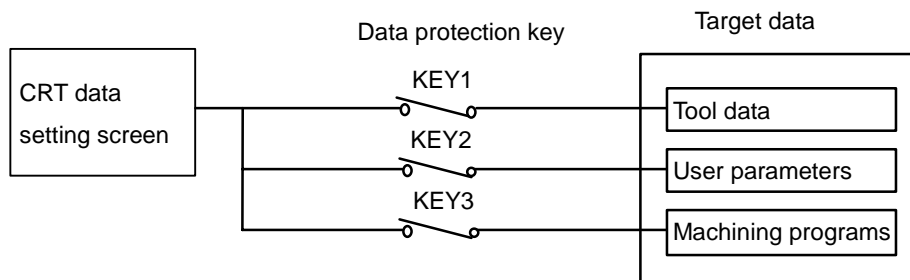 Data protection key
Target data
CRT data
setting screen
KEY1
Tool data
KEY2
User parameters
KEY3
Machining programs